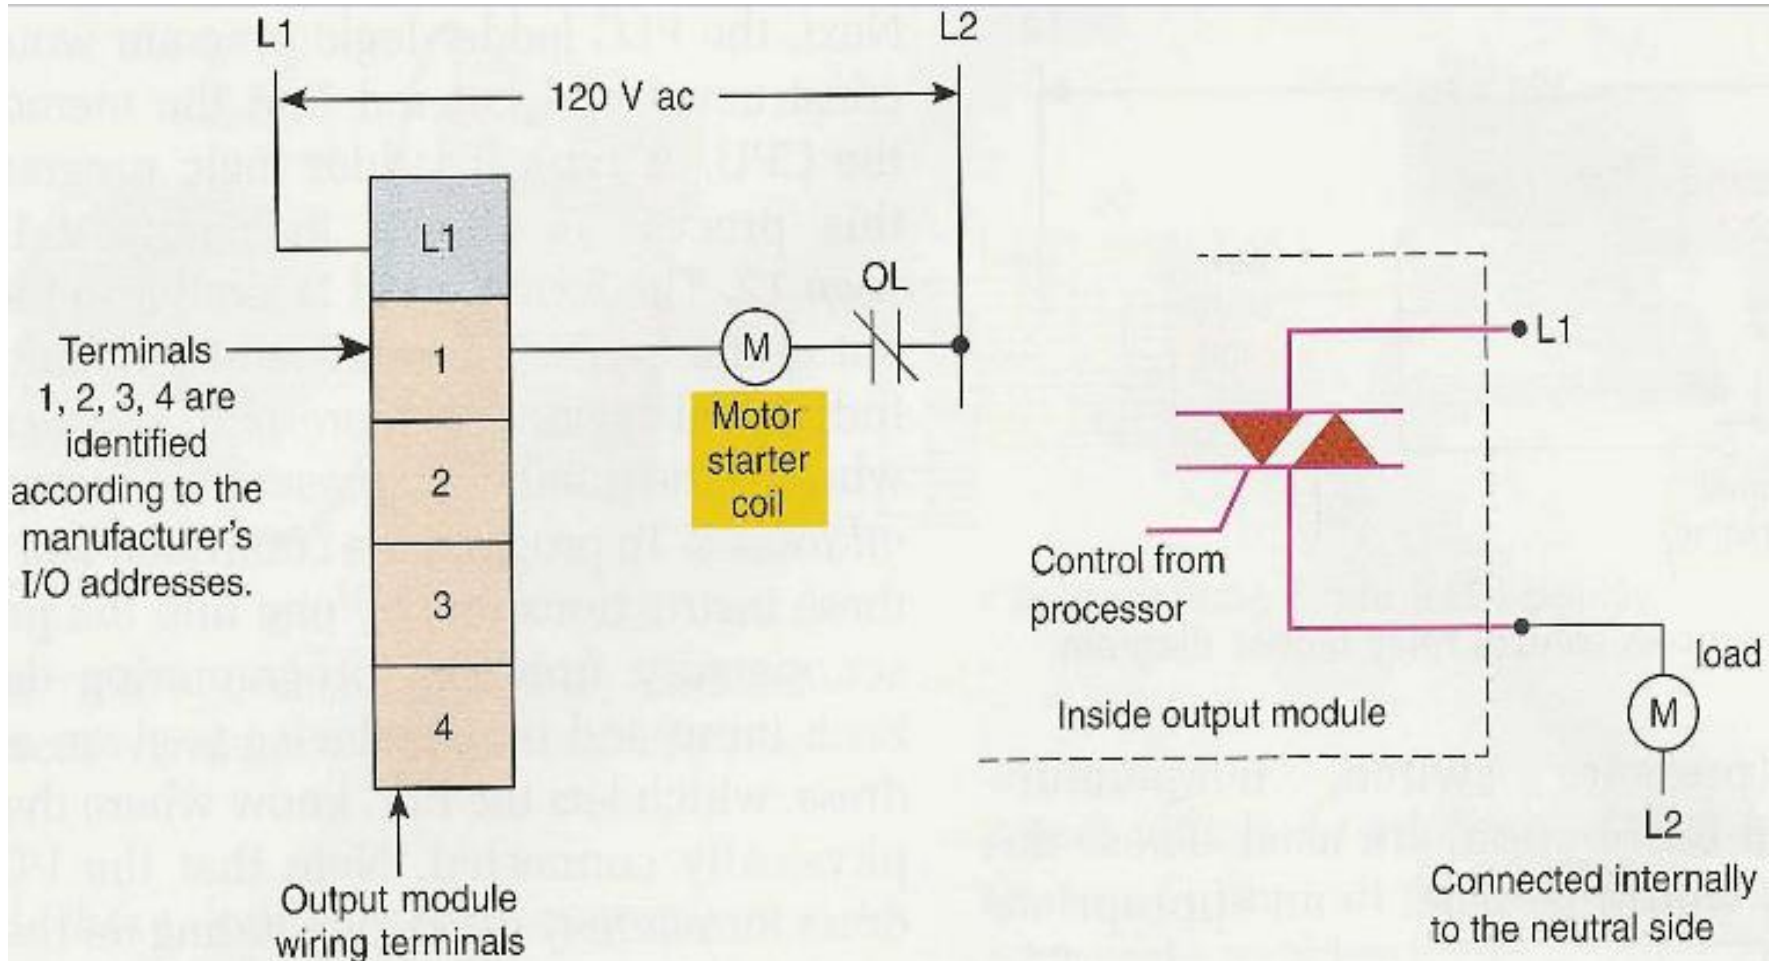 L1
L2
120 V ac
L1
1
2
3
4
Terminals
1, 2, 3, 4 are
identified
according to the
manufacturer's
I/O addresses.
M
OL
Motor
starter
coil
Output module
wiring terminals
L1
Control from
processor
Inside output module
load
M
L2
Connected internally
to the neutral side